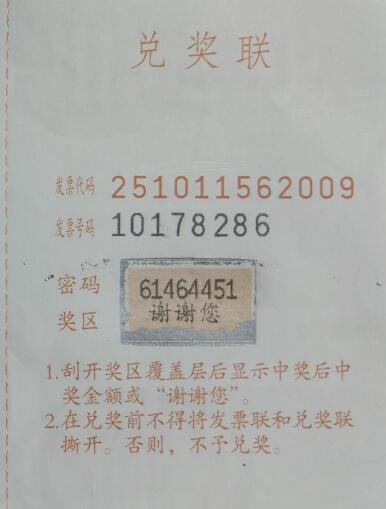 兑奖联
发票代码 251011562009
发票号码 10178286
密码 61464451
奖区 谢谢您
1.刮开奖区覆盖层后显示中奖后中
奖金额或“谢谢您”。
2.在兑奖前不得将发票联和兑奖联
撕开。否则，不予兑奖。